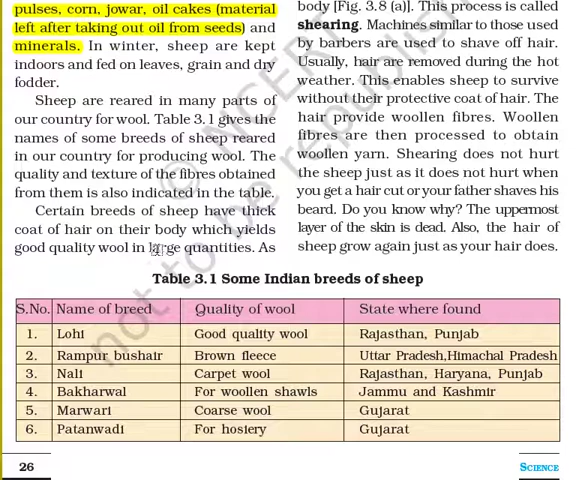 pulses, corn, jowar, oil cakes (material
left after taking out oil from seeds) and
minerals. In winter, sheep are kept
indoors and fed on leaves, grain and dry
fodder.
Sheep are reared in many parts of
our country for wool. Table 3.1 gives the
names of some breeds of sheep reared
in our country for producing wool. The
quality and texture of the fibres obtained
from them is also indicated in the table.
Certain breeds of sheep have thick
coat of hair on their body which yields
good quality wool in large quantities. As
body [Fig. 3.8 (a)]. This process is called
shearing. Machines similar to those used
by barbers are used to shave off hair.
Usually, hair are removed during the hot
weather. This enables sheep to survive
without their protective coat of hair. The
hair provide woollen fibres. Woollen
fibres are then processed to obtain
woollen yarn. Shearing does not hurt
the sheep just as it does not hurt when
you get a hair cut or your father shaves his
beard. Do you know why? The uppermost
layer of the skin is dead. Also, the hair of
sheep grow again just as your hair does.
© NCERT
not to be republish
Table 3.1 Some Indian breeds of sheep
S.No. Name of breed Quality of wool State where found
1. Lohi Good quality wool Rajasthan, Punjab
2. Rampur bushair Brown fleece Uttar Pradesh,Himachal Pradesh
3. Nali Carpet wool Rajasthan, Haryana, Punjab
4. Bakharwal For woollen shawls Jammu and Kashmir
5. Marwari Coarse wool Gujarat
6. Patanwadi For hosiery Gujarat
26 SCIENCE